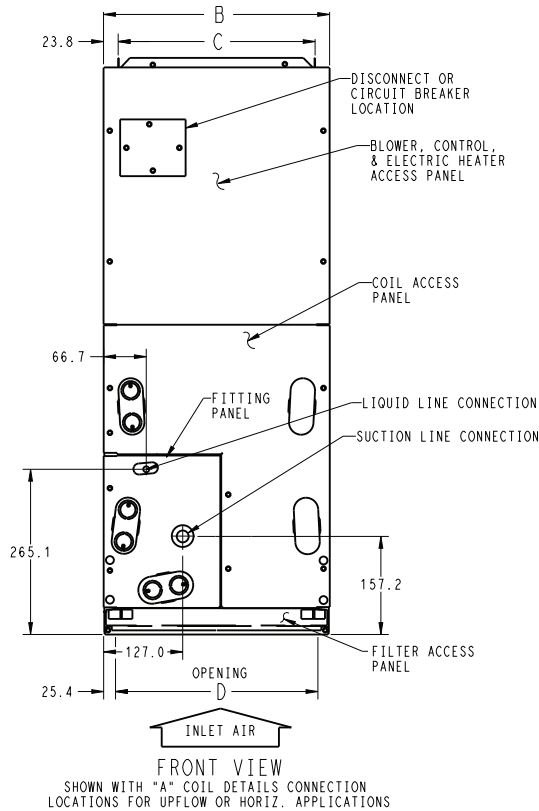 B
23.8
C
DISCONNECT OR
CIRCUIT BREAKER
LOCATION
BLOWER, CONTROL,
& ELECTRIC HEATER
ACCESS PANEL
COIL ACCESS
PANEL
66.7
FITTING
PANEL
LIQUID LINE CONNECTION
SUCTION LINE CONNECTION
265.1
157.2
127.0
FILTER ACCESS
PANEL
OPENING
25.4
D
INLET AIR
FRONT VIEW
SHOWN WITH "A" COIL DETAILS CONNECTION
LOCATIONS FOR UPFLOW OR HORIZ. APPLICATIONS